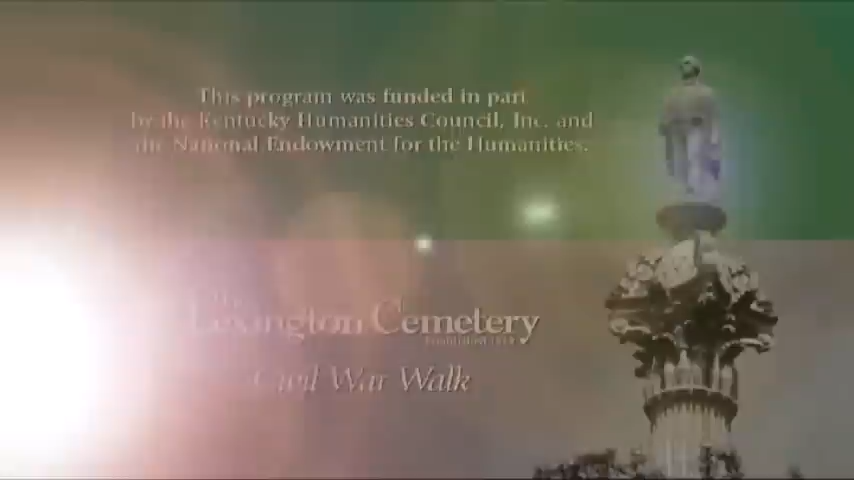 This program was funded in part
by the Kentucky Humanities Council, Inc. and
the National Endowment for the Humanities.
The
Lexington Cemetery
Civil War Walk